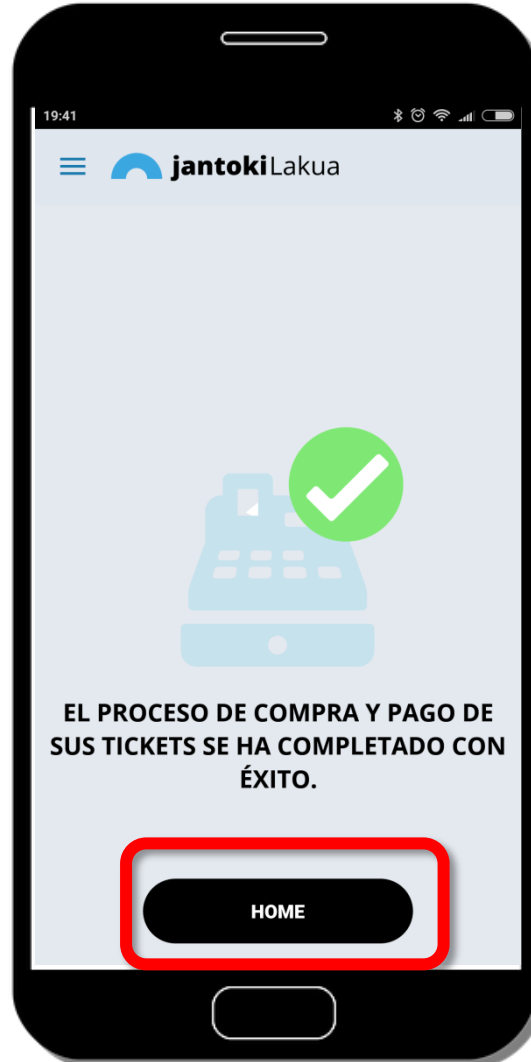 19:41
jantokiLakua
EL PROCESO DE COMPRA Y PAGO DE
SUS TICKETS SE HA COMPLETADO CON
ÉXITO.
HOME